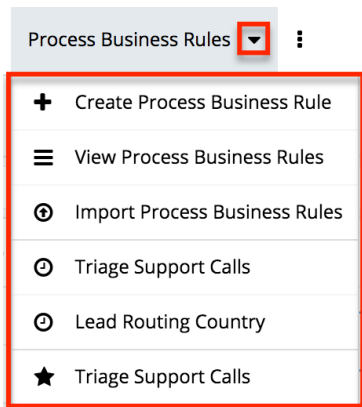 Process Business Rules
Create Process Business Rule
View Process Business Rules
Import Process Business Rules
Triage Support Calls
Lead Routing Country
Triage Support Calls